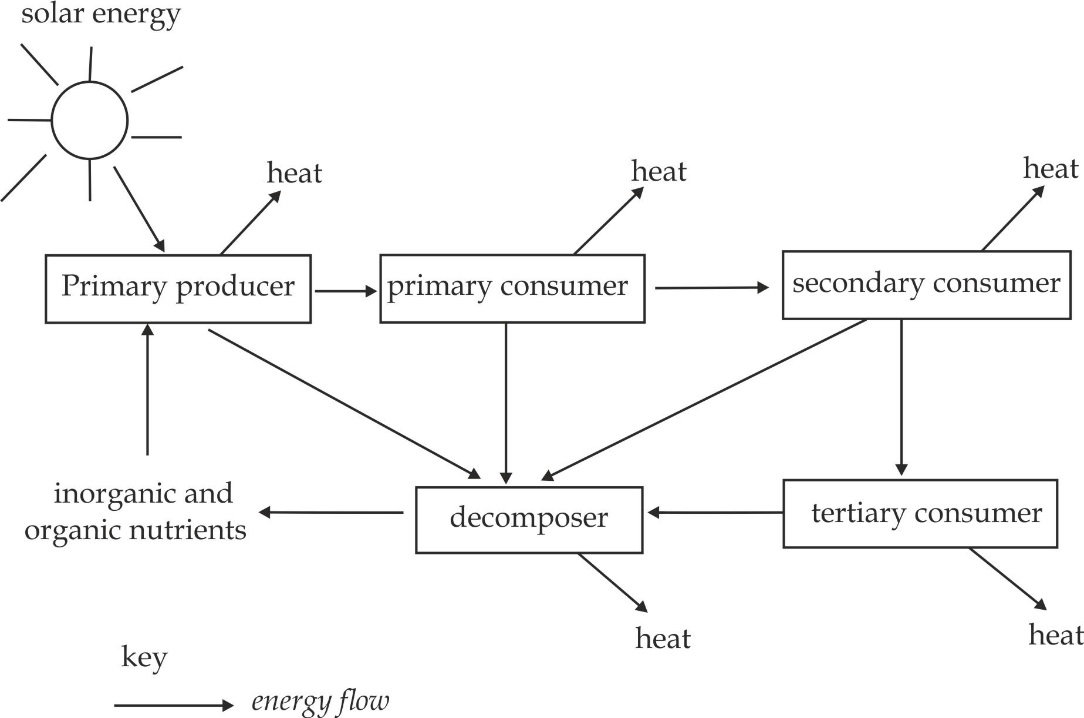 solar energy
heat
heat
heat
Primary producer
primary consumer
secondary consumer
inorganic and
organic nutrients
decomposer
tertiary consumer
heat
heat
key
energy flow